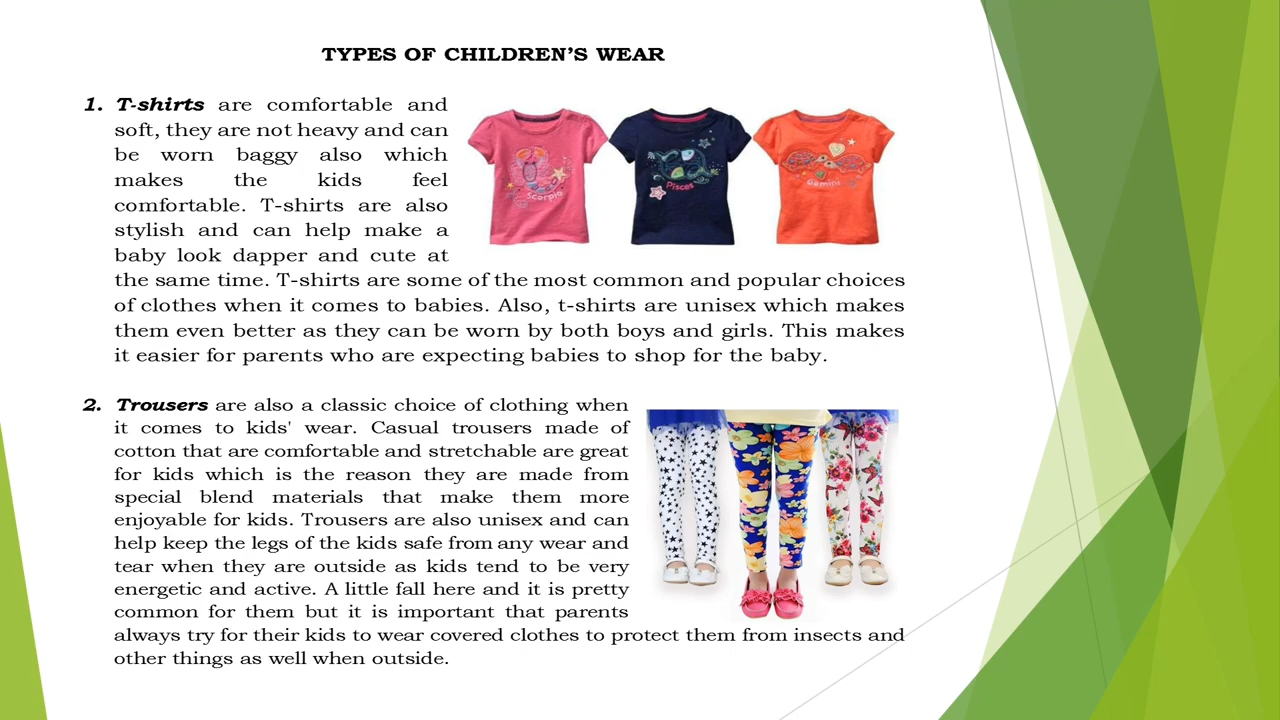 TYPES OF CHILDREN’S WEAR
1. T-shirts are comfortable and
soft, they are not heavy and can
be worn baggy also which
makes the kids feel
comfortable. T-shirts are also
stylish and can help make a
baby look dapper and cute at
the same time. T-shirts are some of the most common and popular choices
of clothes when it comes to babies. Also, t-shirts are unisex which makes
them even better as they can be worn by both boys and girls. This makes
it easier for parents who are expecting babies to shop for the baby.
Scorpio
Pisces
Gemini
2. Trousers are also a classic choice of clothing when
it comes to kids' wear. Casual trousers made of
cotton that are comfortable and stretchable are great
for kids which is the reason they are made from
special blend materials that make them more
enjoyable for kids. Trousers are also unisex and can
help keep the legs of the kids safe from any wear and
tear when they are outside as kids tend to be very
energetic and active. A little fall here and it is pretty
common for them but it is important that parents
always try for their kids to wear covered clothes to protect them from insects and
other things as well when outside.